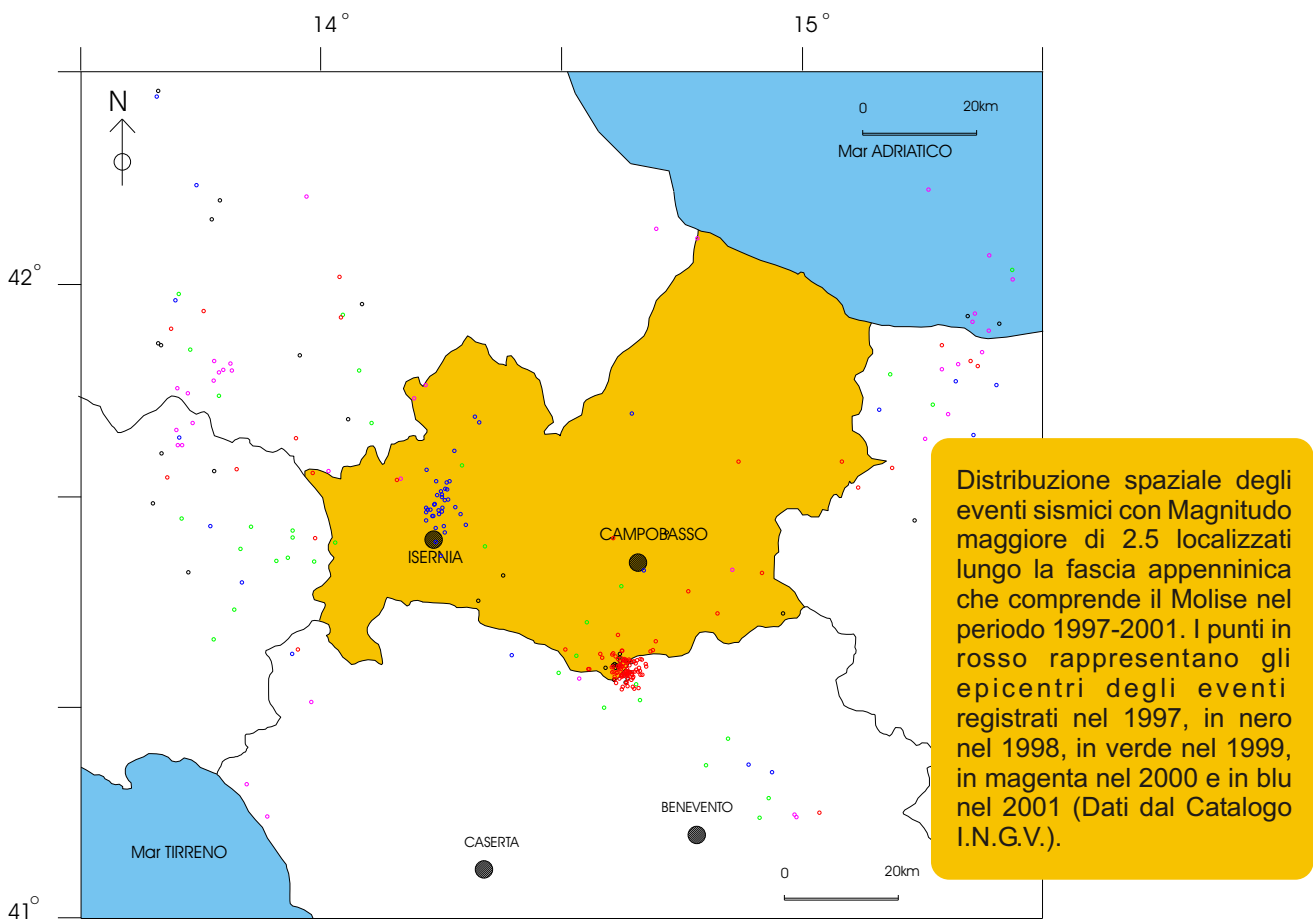 14°
15°
N
0 20km
Mar ADRIATICO
42°
CAMPOBASSO
ISERNIA
Distribuzione spaziale degli
eventi sismici con Magnitudo
maggiore di 2.5 localizzati
lungo la fascia appenninica
che comprende il Molise nel
periodo 1997-2001. I punti in
rosso rappresentano gli
epicentri degli eventi
registrati nel 1997, in nero
nel 1998, in verde nel 1999,
in magenta nel 2000 e in blu
nel 2001 (Dati dal Catalogo
I.N.G.V.).
BENEVENTO
CASERTA
Mar TIRRENO
0 20km
41°